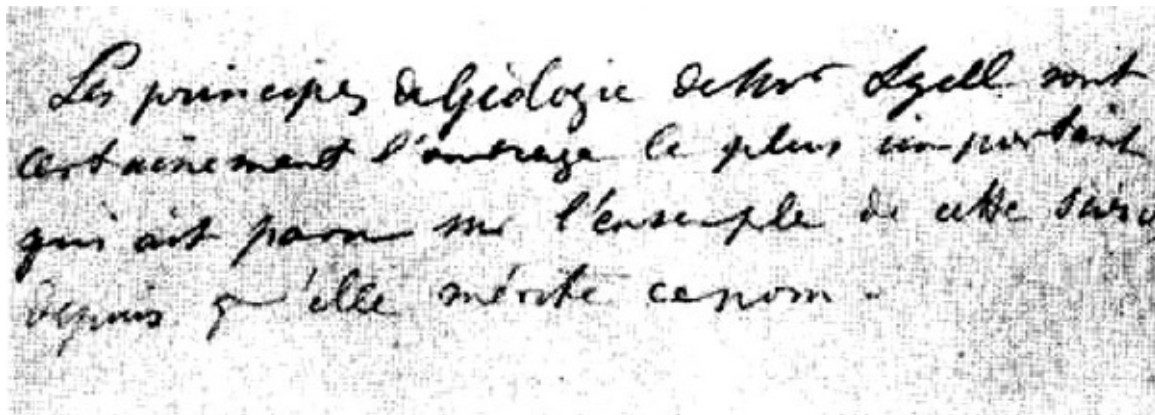 Les principes de Géologie de Mr Lyell sont
certainement l'ouvrage le plus important
qui ait paru sur l'ensemble de cette
depuis qu'elle mérite ce nom.